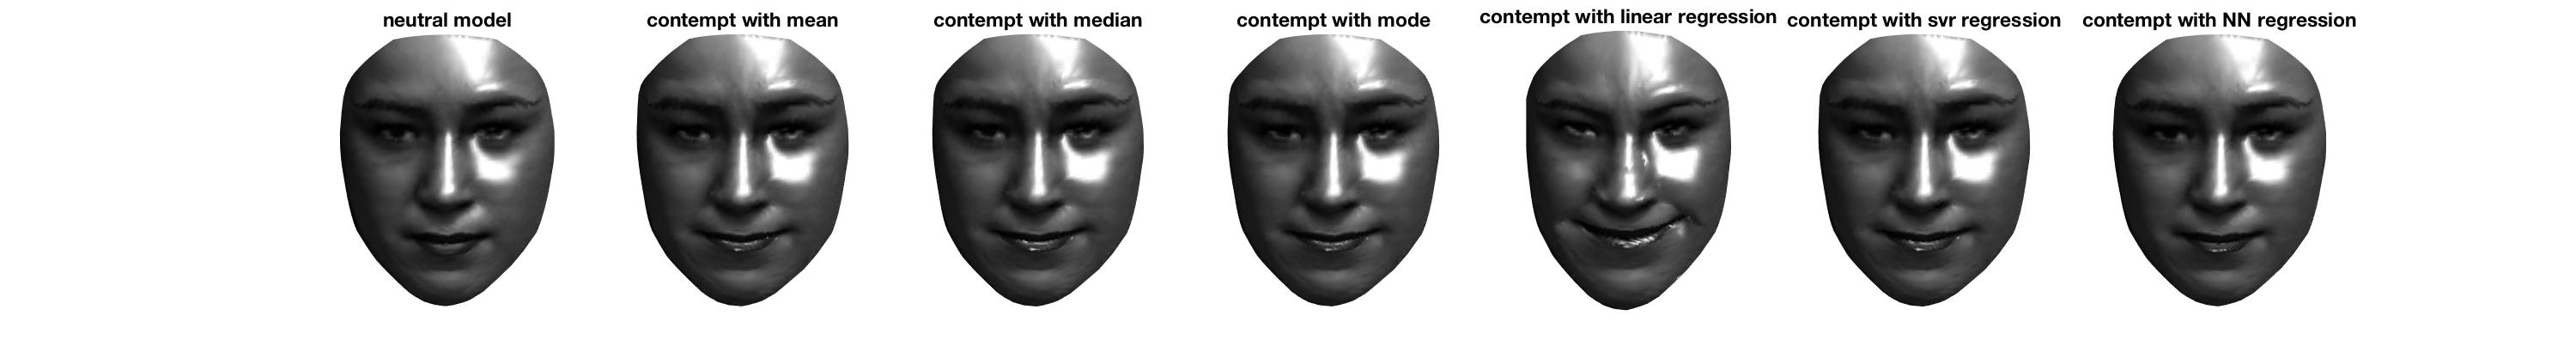 neutral model
contempt with mean
contempt with median
contempt with mode
contempt with linear regression
contempt with svr regression
contempt with NN regression